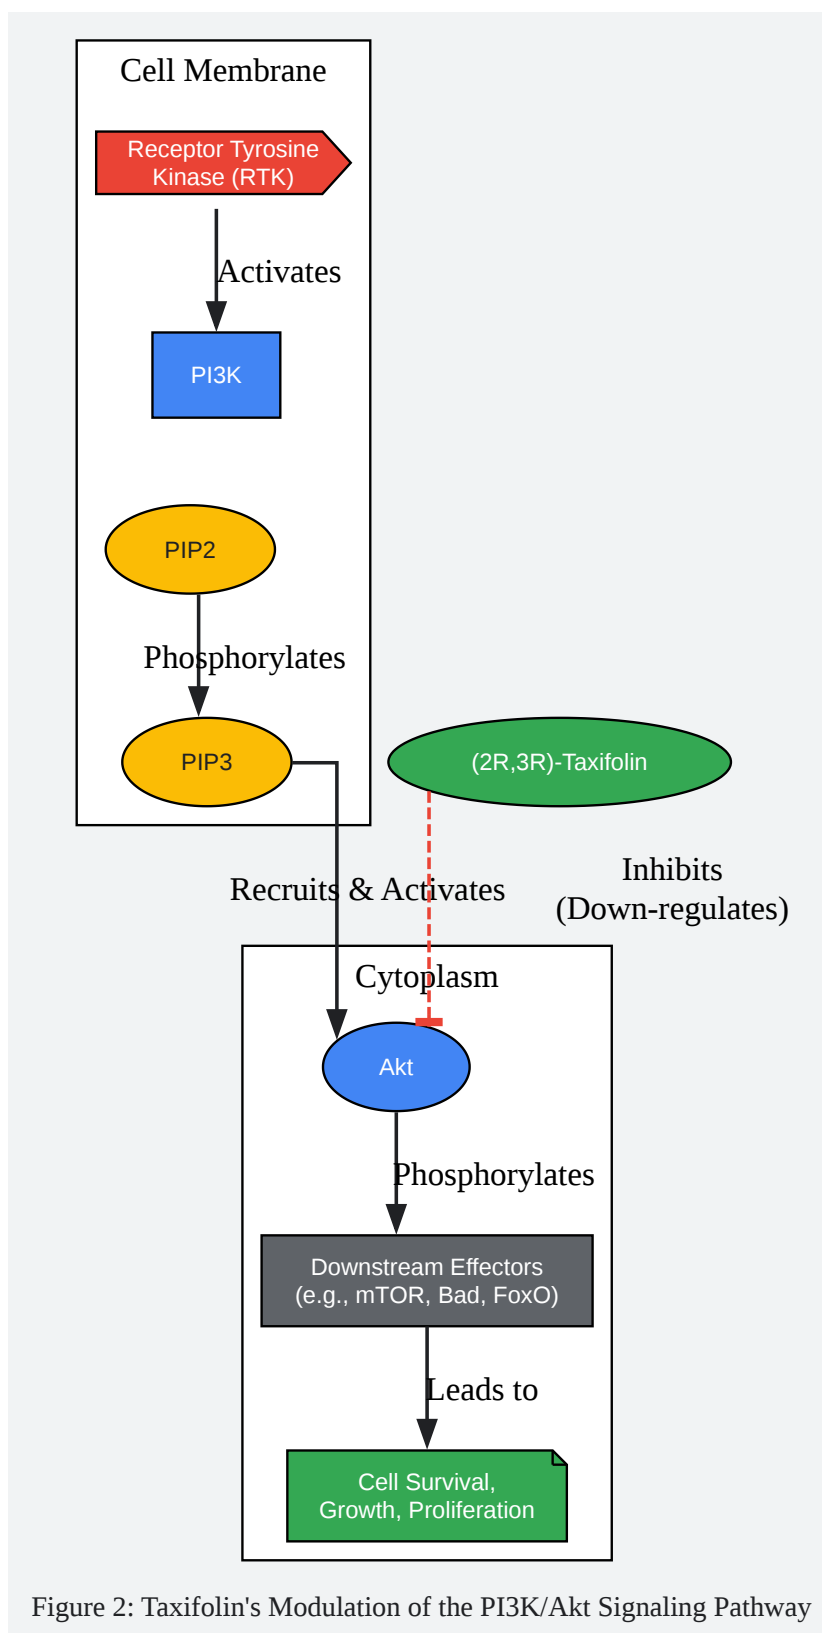 Cell Membrane
Receptor Tyrosine
Kinase (RTK)
Activates
PI3K
PIP2
Phosphorylates
PIP3
(2R,3R)-Taxifolin
Recruits & Activates
Inhibits
(Down-regulates)
Cytoplasm
Akt
Phosphorylates
Downstream Effectors
(e.g., mTOR, Bad, FoxO)
Leads to
Cell Survival,
Growth, Proliferation
Figure 2: Taxifolin's Modulation of the PI3K/Akt Signaling Pathway